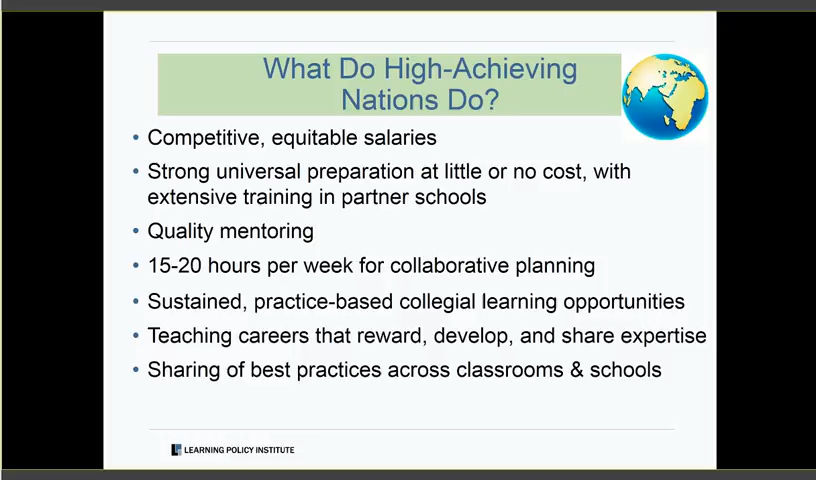 What Do High-Achieving
Nations Do?
• Competitive, equitable salaries
• Strong universal preparation at little or no cost, with
extensive training in partner schools
• Quality mentoring
• 15-20 hours per week for collaborative planning
• Sustained, practice-based collegial learning opportunities
• Teaching careers that reward, develop, and share expertise
• Sharing of best practices across classrooms & schools
LEARNING POLICY INSTITUTE